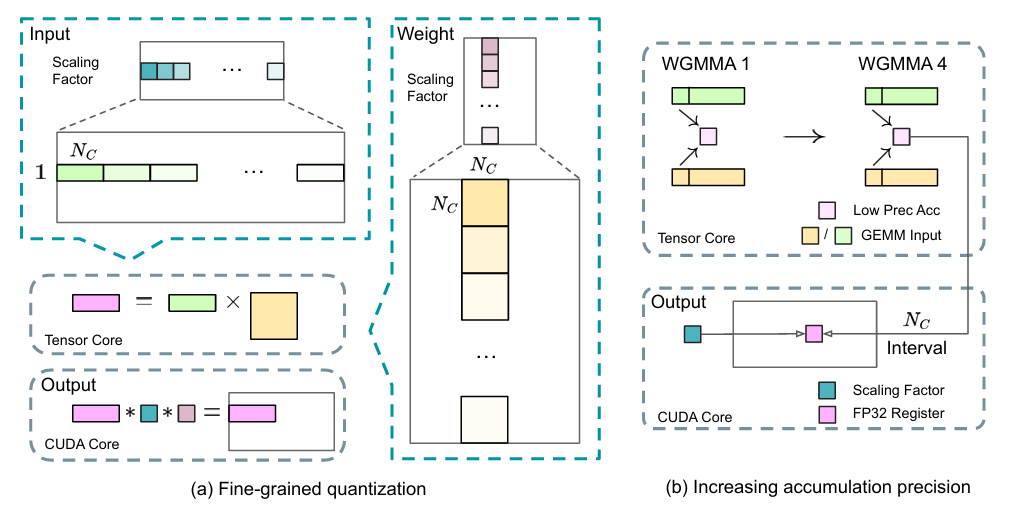 Input
Scaling
Factor
...
N_C
1
...
Weight
Scaling
Factor
...
N_C
N_C
...
= ×
Tensor Core
Output
* * =
CUDA Core
(a) Fine-grained quantization
WGMMA 1
WGMMA 4
Low Prec Acc
/ GEMM Input
Tensor Core
Output
N_C
Interval
Scaling Factor
FP32 Register
CUDA Core
(b) Increasing accumulation precision